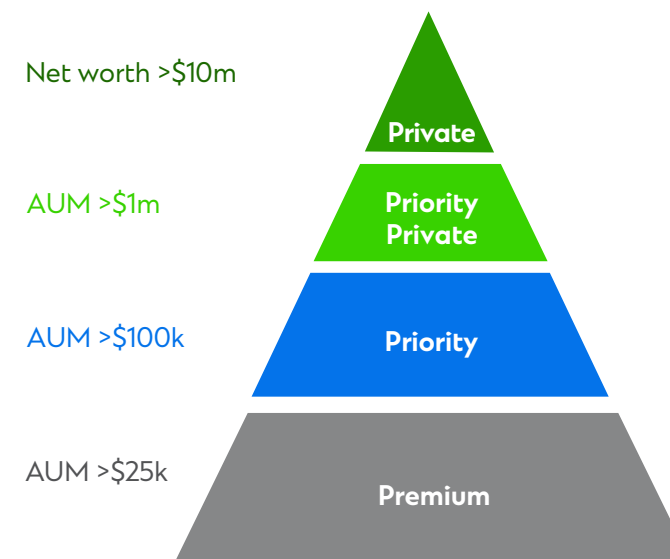 Net worth >$10m
Private
AUM >$1m
Priority
Private
AUM >$100k
Priority
AUM >$25k
Premium